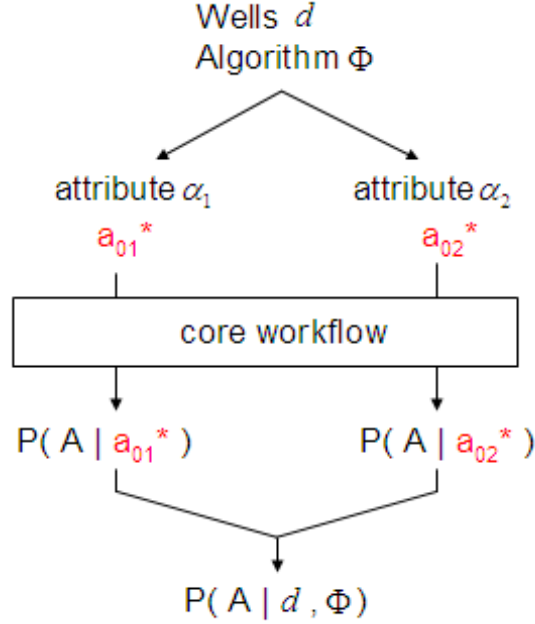 Wells d
Algorithm Φ
attribute α₁ attribute α₂
a₀₁* a₀₂*
core workflow
P( A | a₀₁* ) P( A | a₀₂* )
P( A | d , Φ )